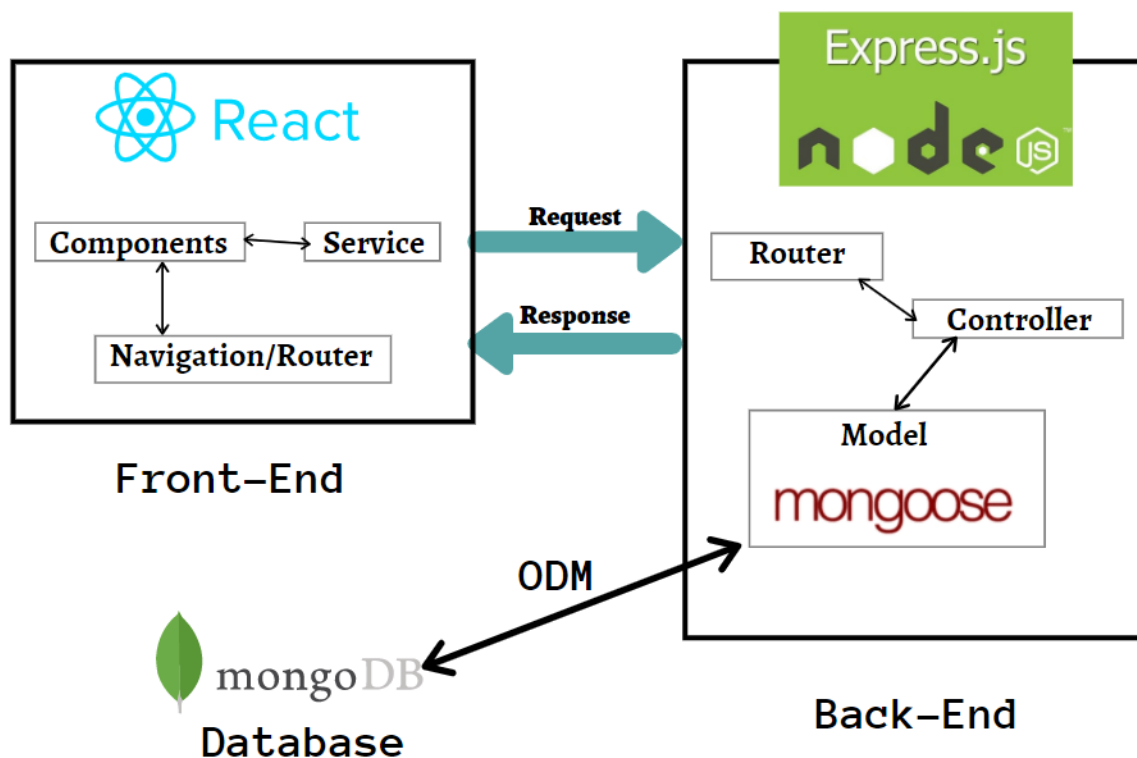 React
Components
Service
Navigation/Router
Front-End
Request
Response
Express.js
node
JS
™
Router
Controller
Model
mongoose
Back-End
ODM
mongoDB
Database